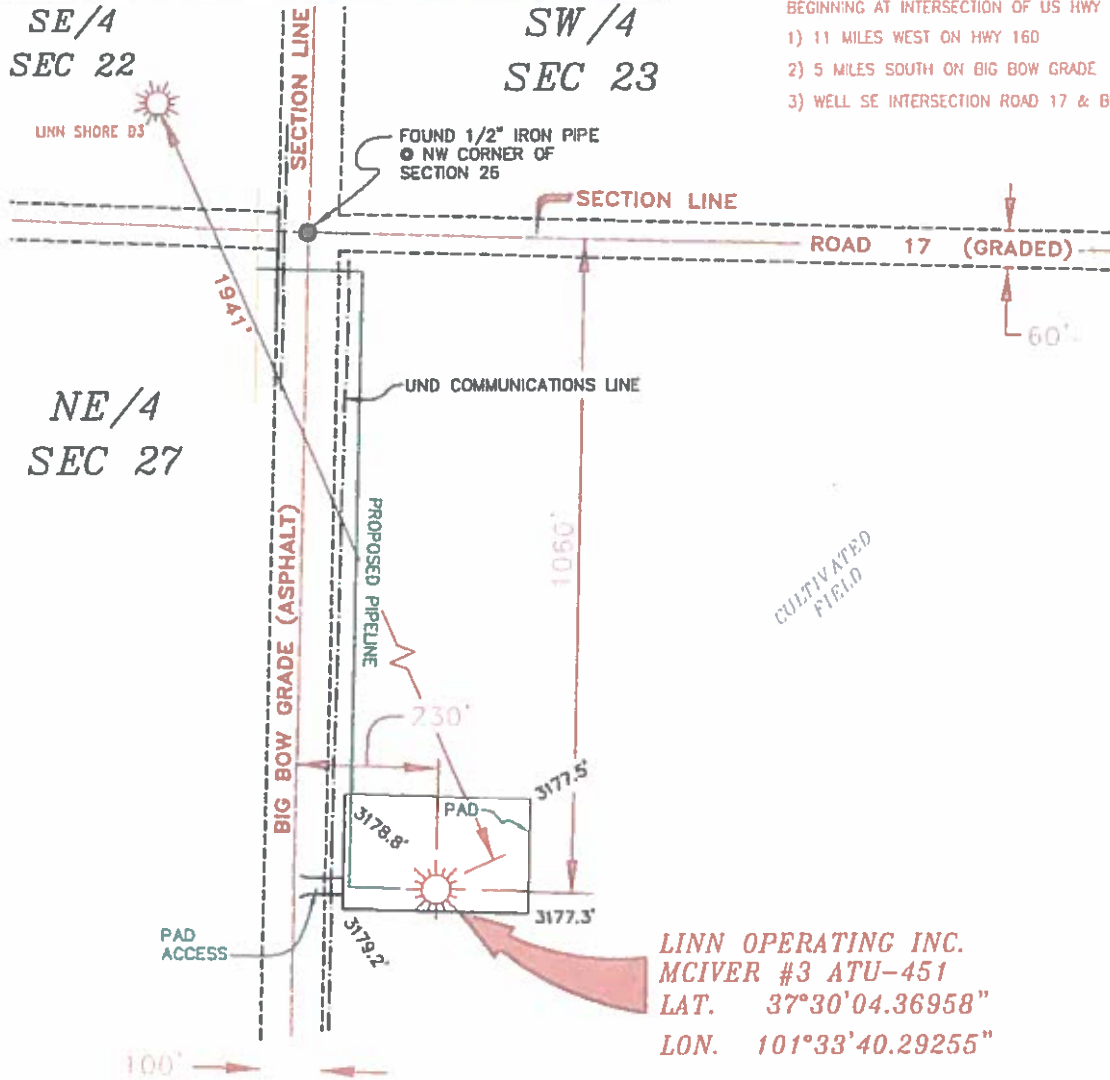 SE/4
SEC 22
LINN SHORE D3
SECTION LINE
SW/4
SEC 23
BEGINNING AT INTERSECTION OF US HWY
1) 11 MILES WEST ON HWY 160
2) 5 MILES SOUTH ON BIG BOW GRADE
3) WELL SE INTERSECTION ROAD 17 & B
FOUND 1/2" IRON PIPE
@ NW CORNER OF
SECTION 26
SECTION LINE
ROAD 17 (GRADED)
60'
1941'
UND COMMUNICATIONS LINE
NE/4
SEC 27
BIG BOW GRADE (ASPHALT)
PROPOSED PIPELINE
1060'
CULTIVATED
FIELD
230'
PAD
3177.5'
3178.8'
3177.3'
3179.2'
PAD
ACCESS
LINN OPERATING INC.
MCIVER #3 ATU-451
LAT. 37°30'04.36958"
LON. 101°33'40.29255"
100'